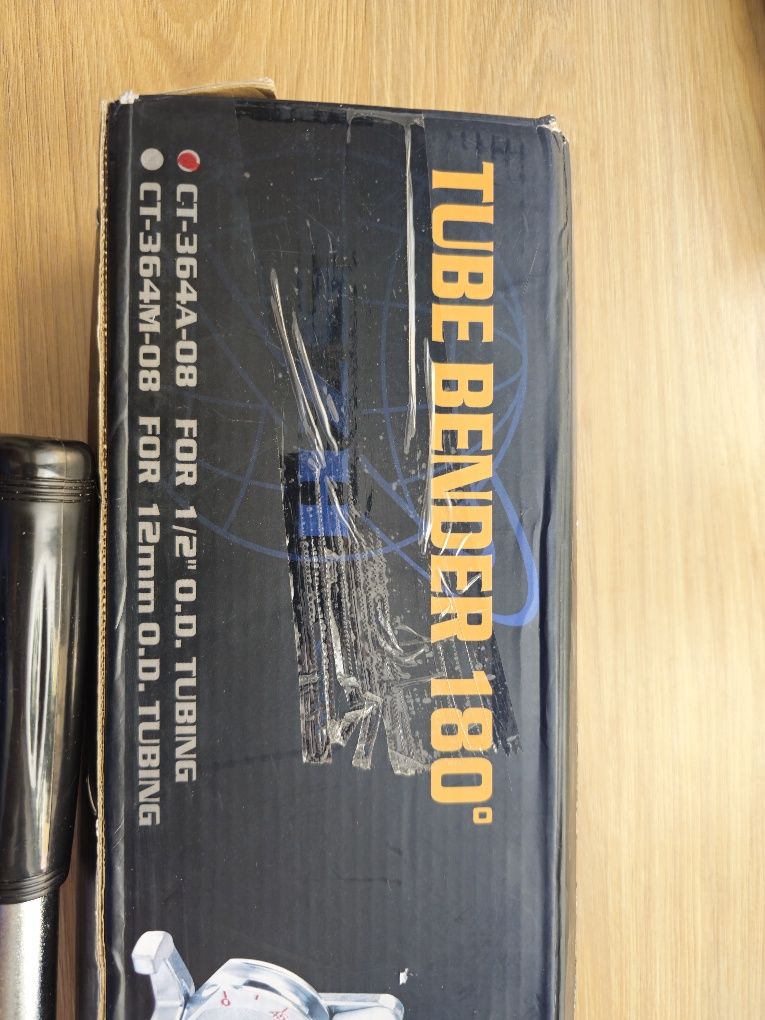 TUBE BENDER 180°
CT-364A-08 FOR 1/2" O.D. TUBING
CT-364M-08 FOR 12mm O.D. TUBING